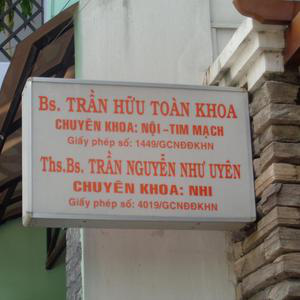 Bs. TRẦN HỮU TOÀN KHOA
CHUYÊN KHOA: NỘI - TIM MẠCH
Giấy phép số: 1449/GCNĐĐKHN
Ths.Bs. TRẦN NGUYỄN NHƯ UYÊN
CHUYÊN KHOA: NHI
Giấy phép số: 4019/GCNĐĐKHN